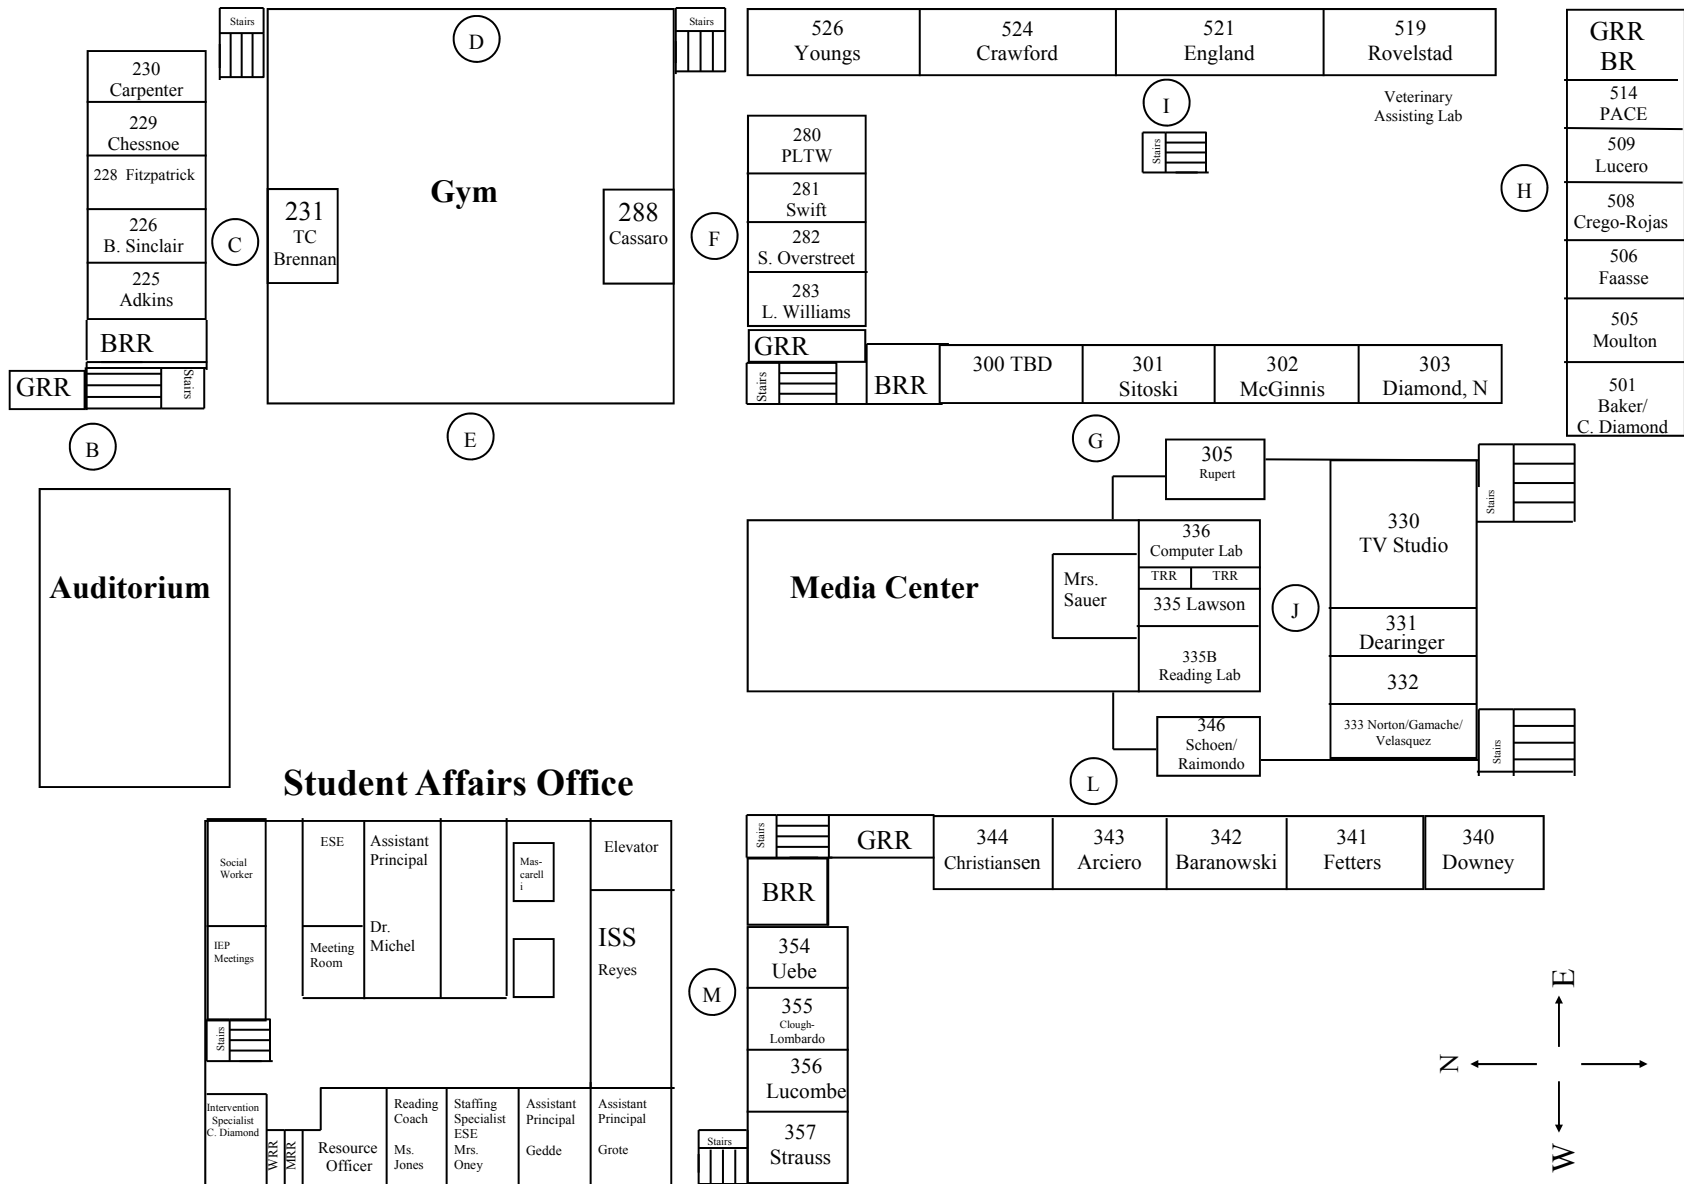 Stairs
D
Stairs
526
Youngs
524
Crawford
521
England
519
Rovelstad
GRR
BR
230
Carpenter
229
Chessnoe
228 Fitzpatrick
226
B. Sinclair
225
Adkins
BRR
GRR
Stairs
B
C
231
TC
Brennan
Gym
288
Cassaro
E
F
280
PLTW
281
Swift
282
S. Overstreet
283
L. Williams
GRR
Stairs
BRR
300 TBD
301
Sitoski
302
McGinnis
303
Diamond, N
I
Stairs
Veterinary
Assisting Lab
H
514
PACE
509
Lucero
508
Crego-Rojas
506
Faasse
505
Moulton
501
Baker/
C. Diamond
Stairs
G
305
Rupert
Auditorium
Media Center
Mrs.
Sauer
336
Computer Lab
TRR
TRR
335 Lawson
335B
Reading Lab
J
330
TV Studio
331
Dearinger
332
333 Norton/Gamache/
Velasquez
Stairs
346
Schoen/
Raimondo
L
Student Affairs Office
Social
Worker
IEP
Meetings
Stairs
ESE
Meeting
Room
Assistant
Principal
Dr.
Michel
Mas-
carell
i
Elevator
ISS
Reyes
M
Intervention
Specialist
C. Diamond
WRR
MRR
Resource
Officer
Reading
Coach
Ms.
Jones
Staffing
Specialist
ESE
Mrs.
Oney
Assistant
Principal
Gedde
Assistant
Principal
Grote
Stairs
Stairs
GRR
BRR
344
Christiansen
343
Arciero
342
Baranowski
341
Fetters
340
Downey
354
Uebe
355
Clough-
Lombardo
356
Lucombe
357
Strauss
E
N
W